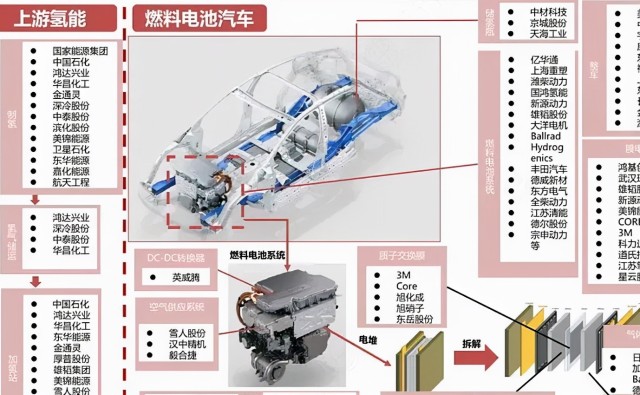 上游氢能
制氢
国家能源集团
中国石化
鸿达兴业
华昌化工
金通灵
深冷股份
中泰股份
滨化股份
美锦能源
卫星石化
东华能源
嘉化能源
航天工程
鸿达兴业
深冷股份
中泰股份
华昌化工
加氢站
中国石化
鸿达兴业
华昌化工
东华能源
金通灵
厚普股份
雄韬集团
美锦能源
雪人股份
燃料电池汽车
储氢瓶
中材科技
京城股份
天海工业
燃料电池系统
亿华通
上海重塑
潍柴动力
国鸿氢能
新源动力
雄韬股份
大洋电机
Ballrad
Hydrog
enics
丰田汽车
德威新材
东方电气
全柴动力
江苏清能
德尔股份
宗申动力
等
DC-DC转换器
英威腾
空气供应系统
雪人股份
汉中精机
毅合捷
燃料电池系统
质子交换膜
3M
Core
旭化成
旭硝子
东岳股份
电堆
拆解
整车
膜电
鸿基
武汉
雄韬
新源
美锦
CORE
3M
科力
道氏
江苏
星云